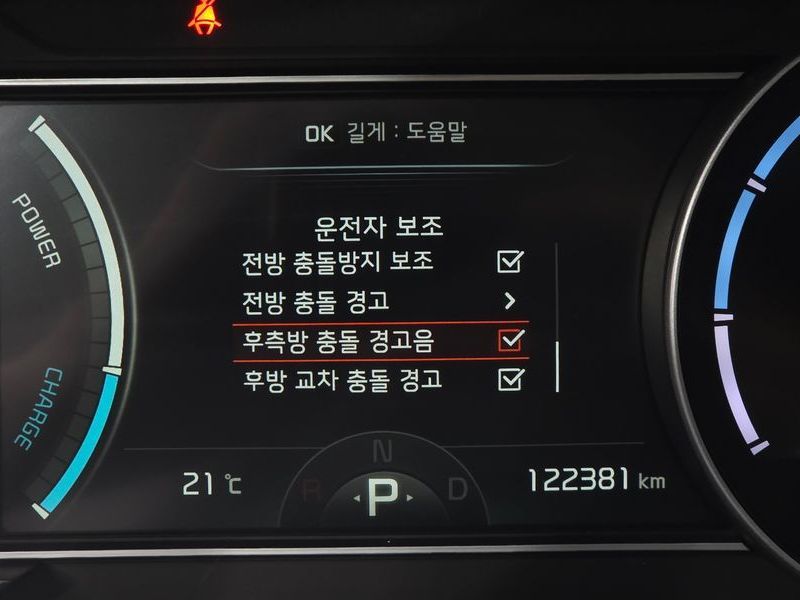 OK 길게 : 도움말
POWER
운전자 보조
전방 충돌방지 보조
전방 충돌 경고
후측방 충돌 경고음
후방 교차 충돌 경고
CHARGE
N
21 ℃
R
P
D
122381 km